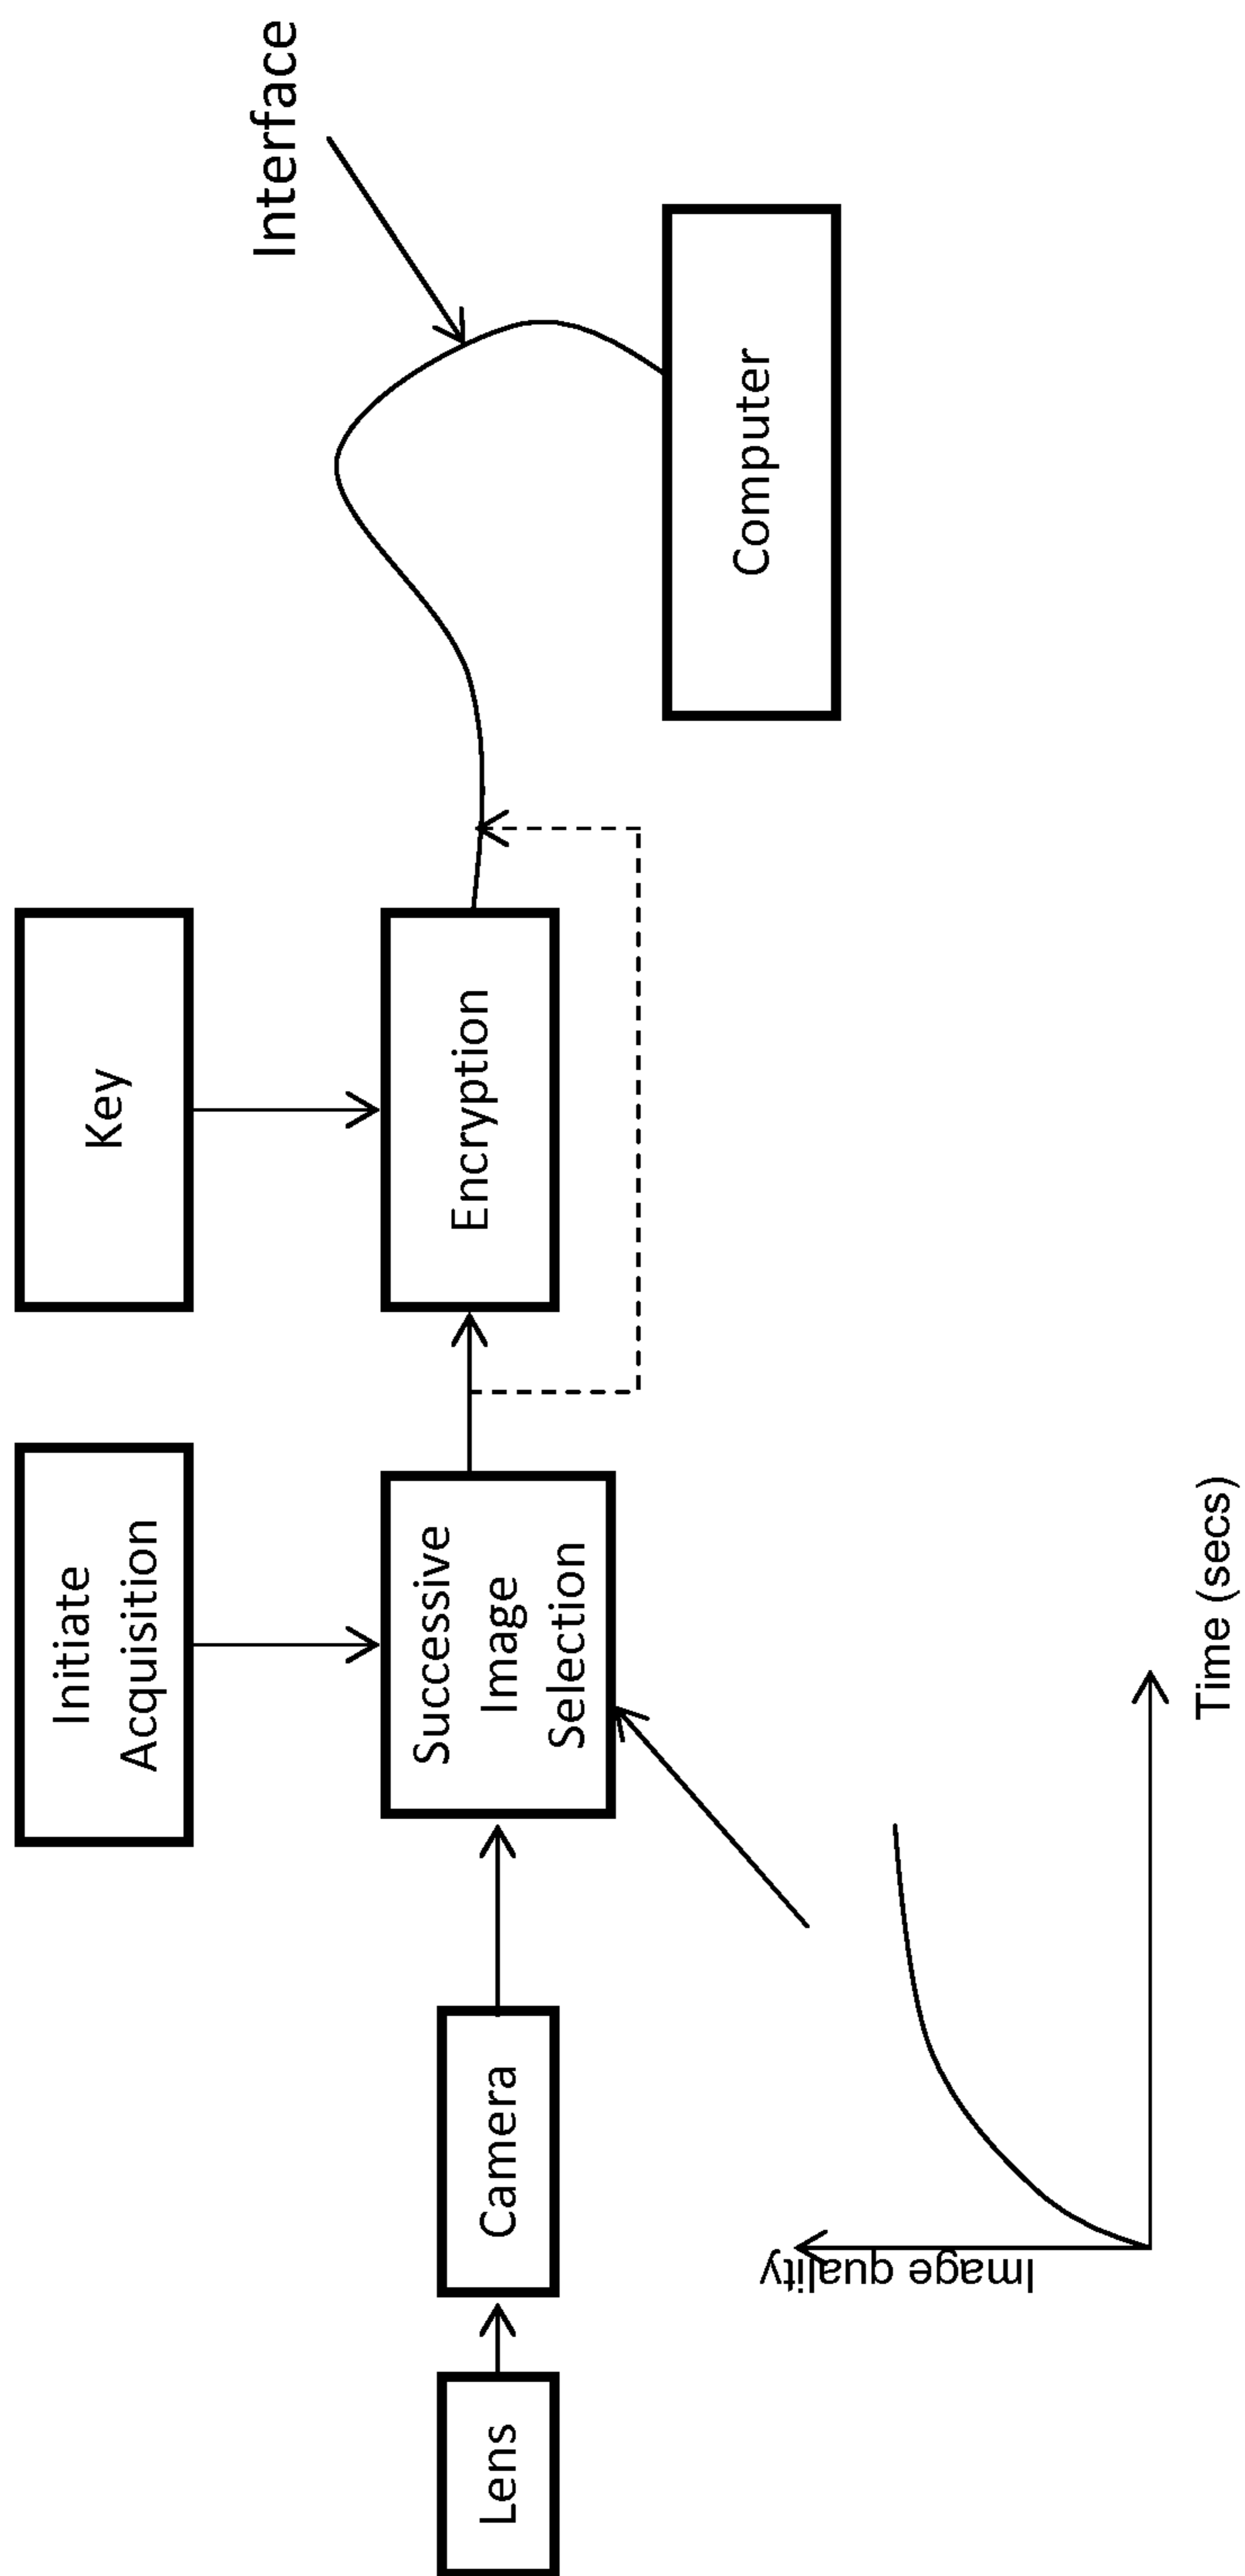 Initiate
Acquisition
Key
Interface
Lens
Camera
Successive
Image
Selection
Encryption
Computer
Image quality
Time (secs)